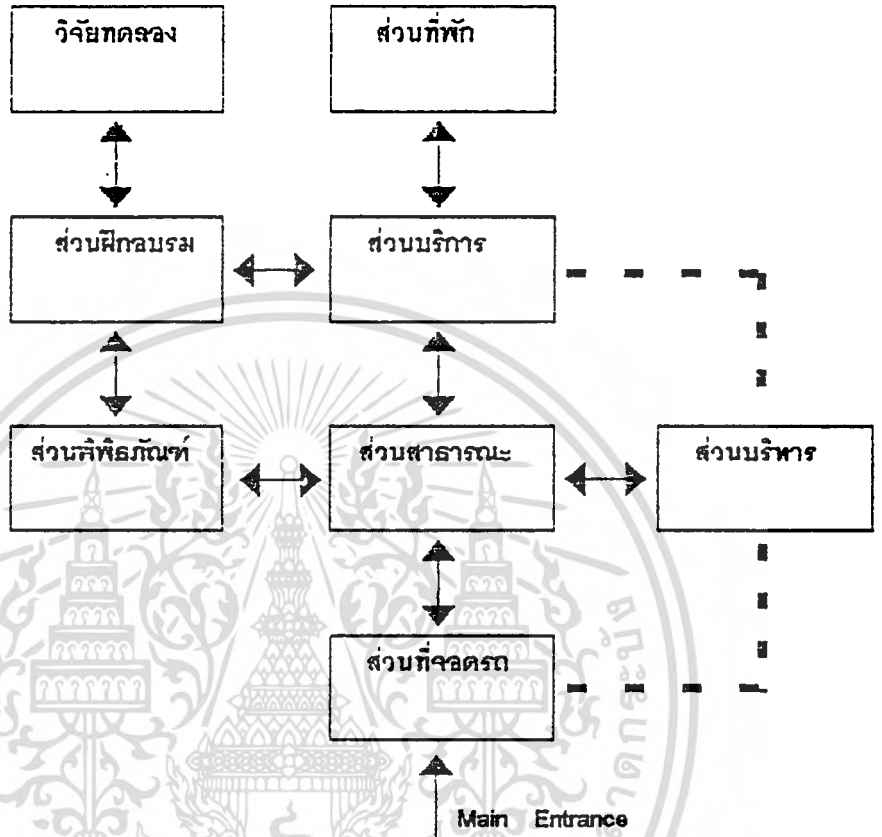 วิจัยทดลอง
ส่วนที่พัก
ส่วนฝึกอบรม
ส่วนบริการ
ส่วนพิพิธภัณฑ์
ส่วนสาธารณะ
ส่วนบริหาร
ส่วนที่จอดรถ
Main Entrance